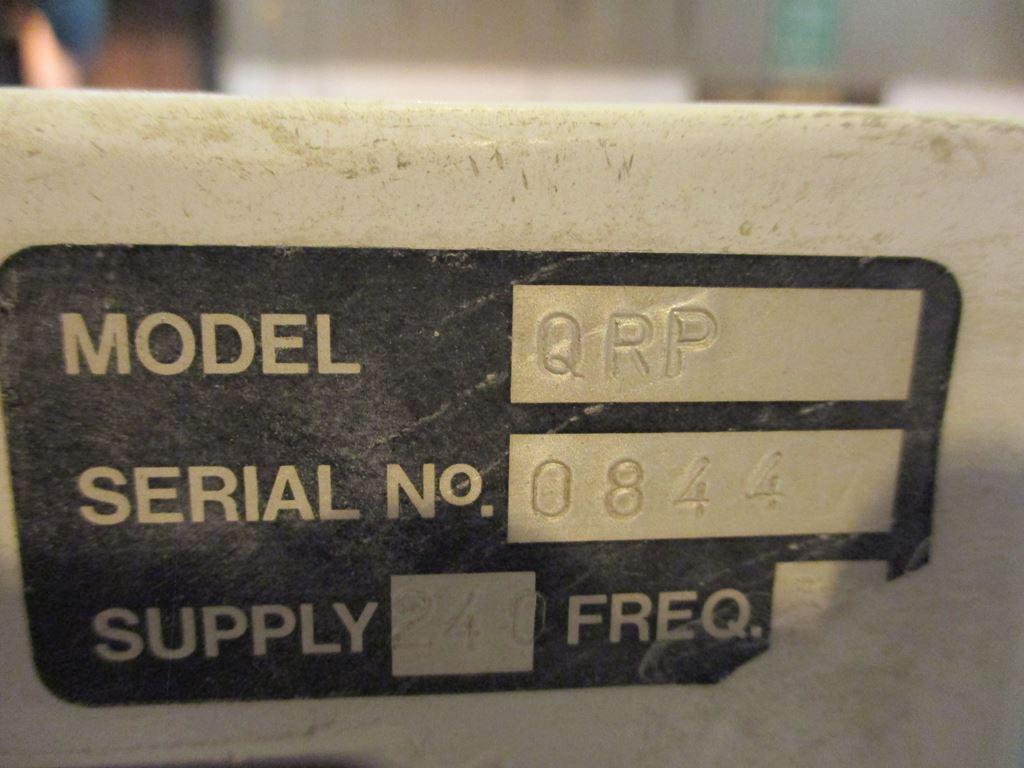 MODEL QRP
SERIAL No. 0844
SUPPLY 240 FREQ.